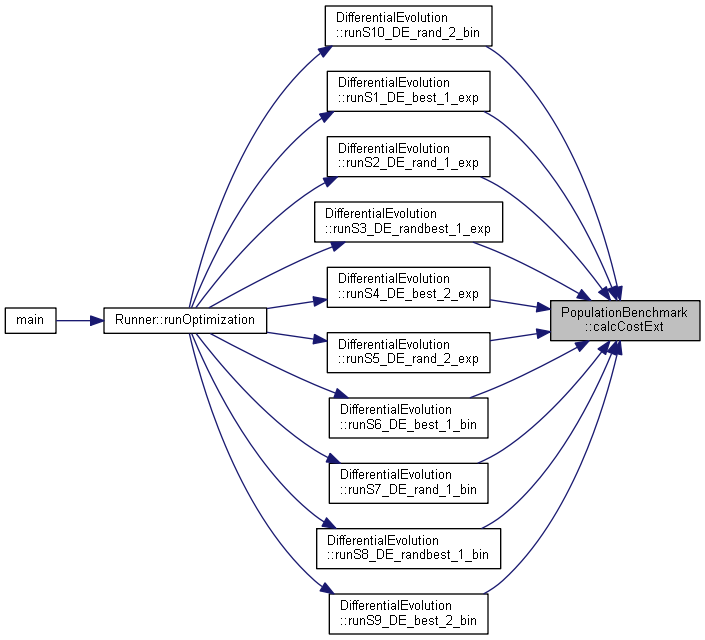 DifferentialEvolution
::runS10_DE_rand_2_bin
DifferentialEvolution
::runS1_DE_best_1_exp
DifferentialEvolution
::runS2_DE_rand_1_exp
DifferentialEvolution
::runS3_DE_randbest_1_exp
DifferentialEvolution
::runS4_DE_best_2_exp
main
Runner::runOptimization
PopulationBenchmark
::calcCostExt
DifferentialEvolution
::runS5_DE_rand_2_exp
DifferentialEvolution
::runS6_DE_best_1_bin
DifferentialEvolution
::runS7_DE_rand_1_bin
DifferentialEvolution
::runS8_DE_randbest_1_bin
DifferentialEvolution
::runS9_DE_best_2_bin